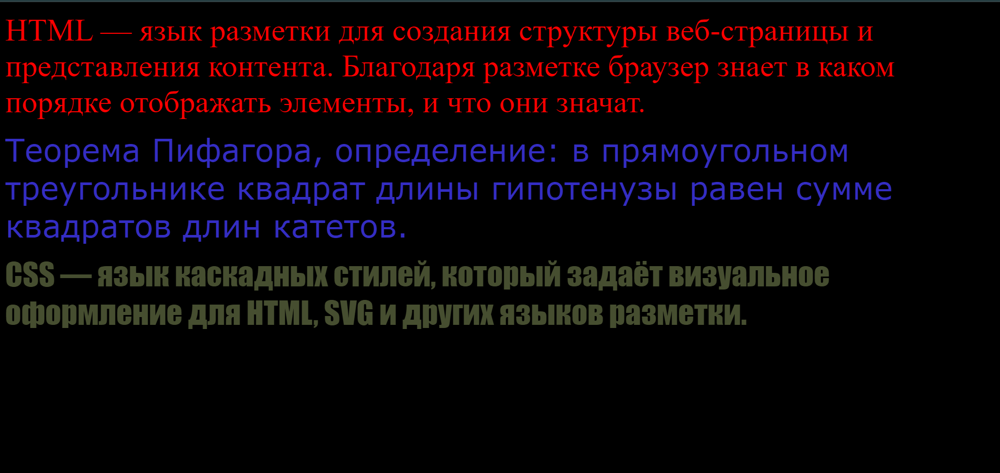 HTML — язык разметки для создания структуры веб-страницы и
представления контента. Благодаря разметке браузер знает в каком
порядке отображать элементы, и что они значат.
Теорема Пифагора, определение: в прямоугольном
треугольнике квадрат длины гипотенузы равен сумме
квадратов длин катетов.
CSS — язык каскадных стилей, который задаёт визуальное
оформление для HTML, SVG и других языков разметки.